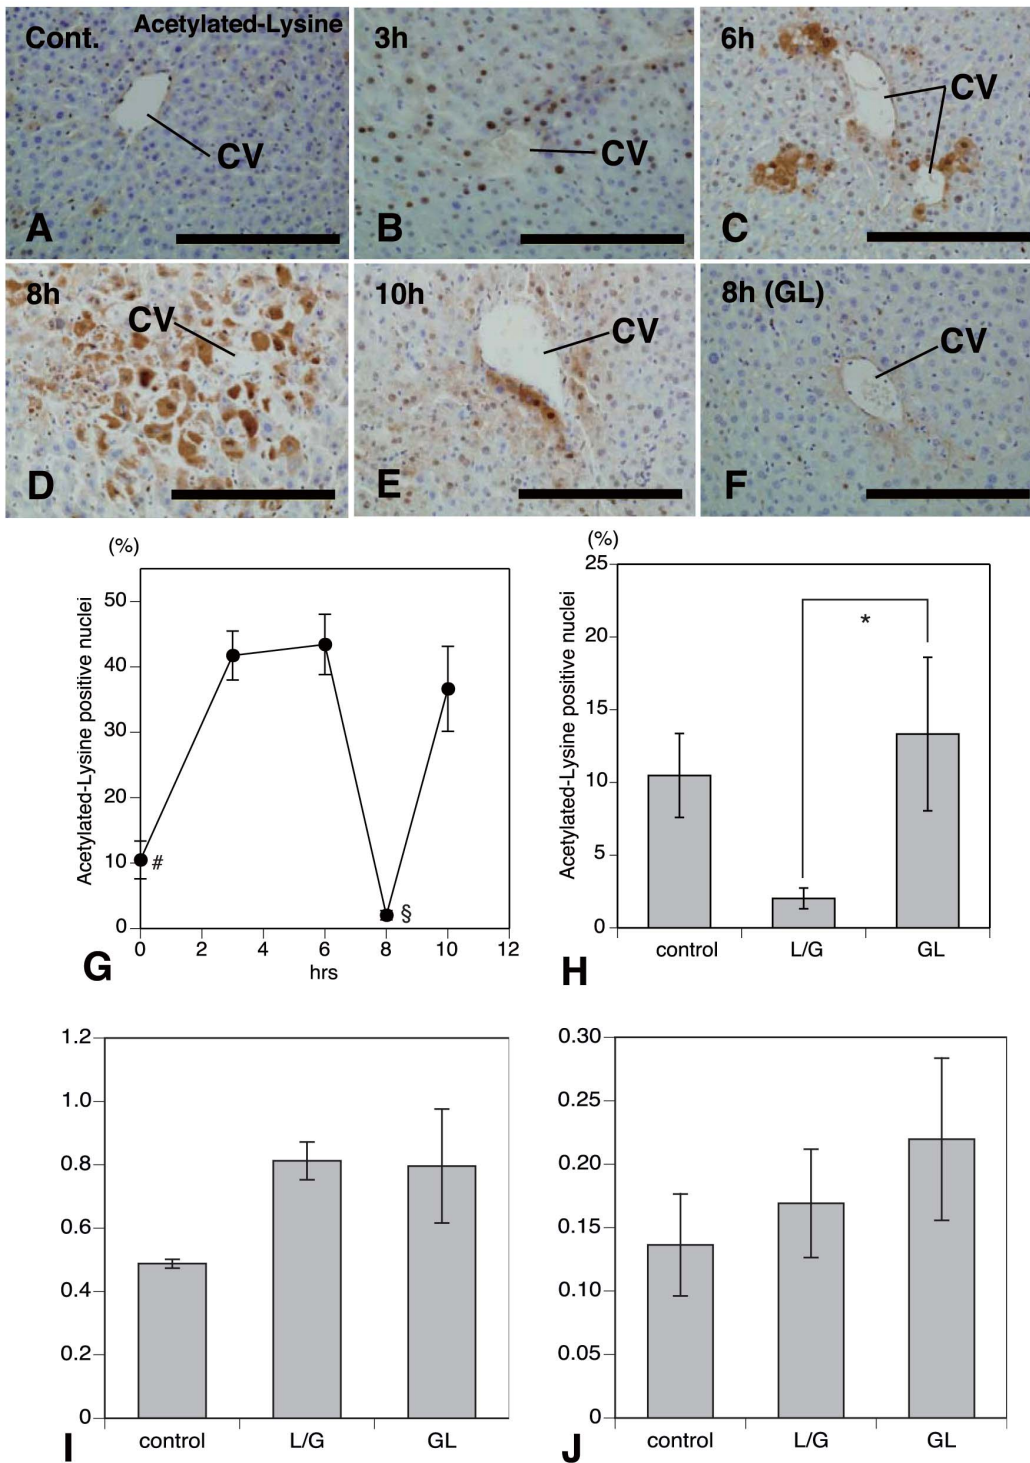 Cont.
Acetylated-Lysine
CV
A
3h
CV
B
6h
CV
C
8h
CV
D
10h
CV
E
8h (GL)
CV
F
(%)
Acetylated-Lysine positive nuclei
50
40
30
20
10
0
#
§
0 2 4 6 8 10 12
hrs
G
(%)
Acetylated-Lysine positive nuclei
25
20
15
10
5
0
*
control L/G GL
H
1.2
1.0
0.8
0.6
0.4
0.2
0
control L/G GL
I
0.30
0.25
0.20
0.15
0.10
0.05
0
control L/G GL
J